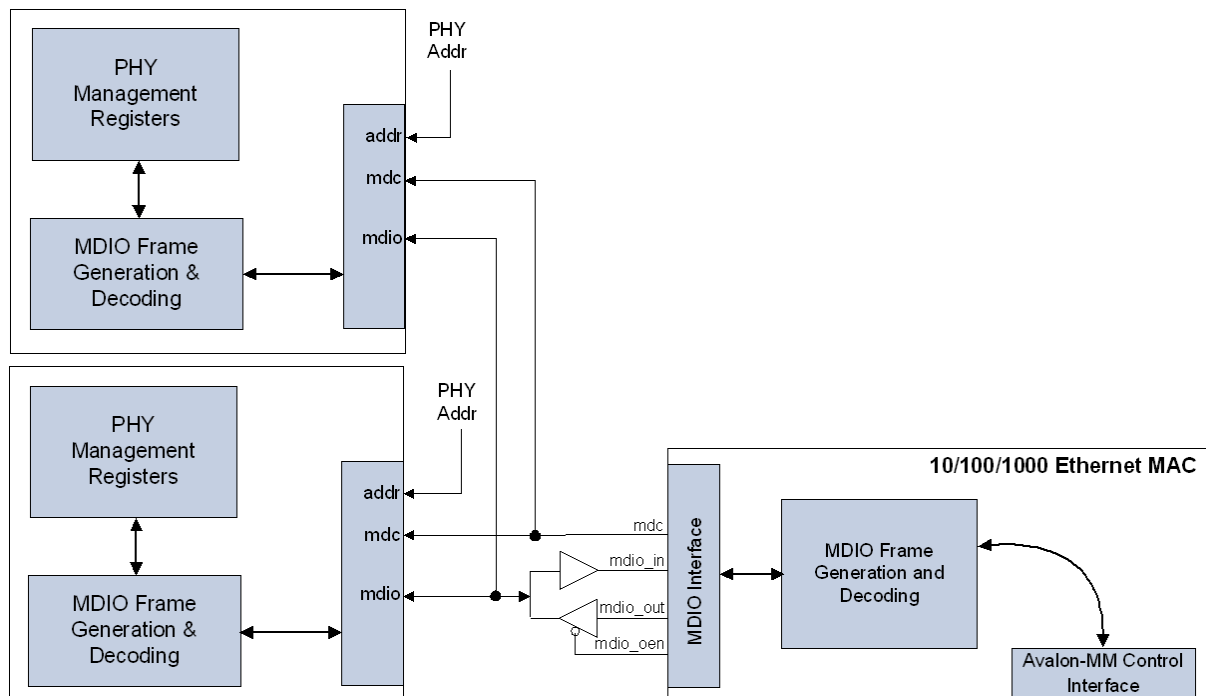 PHY
Management
Registers
MDIO Frame
Generation &
Decoding
addr
mdc
mdio
PHY
Addr
PHY
Management
Registers
MDIO Frame
Generation &
Decoding
addr
mdc
mdio
PHY
Addr
10/100/1000 Ethernet MAC
mdc
mdio_in
mdio_out
mdio_oen
MDIO Interface
MDIO Frame
Generation and
Decoding
Avalon-MM Control
Interface